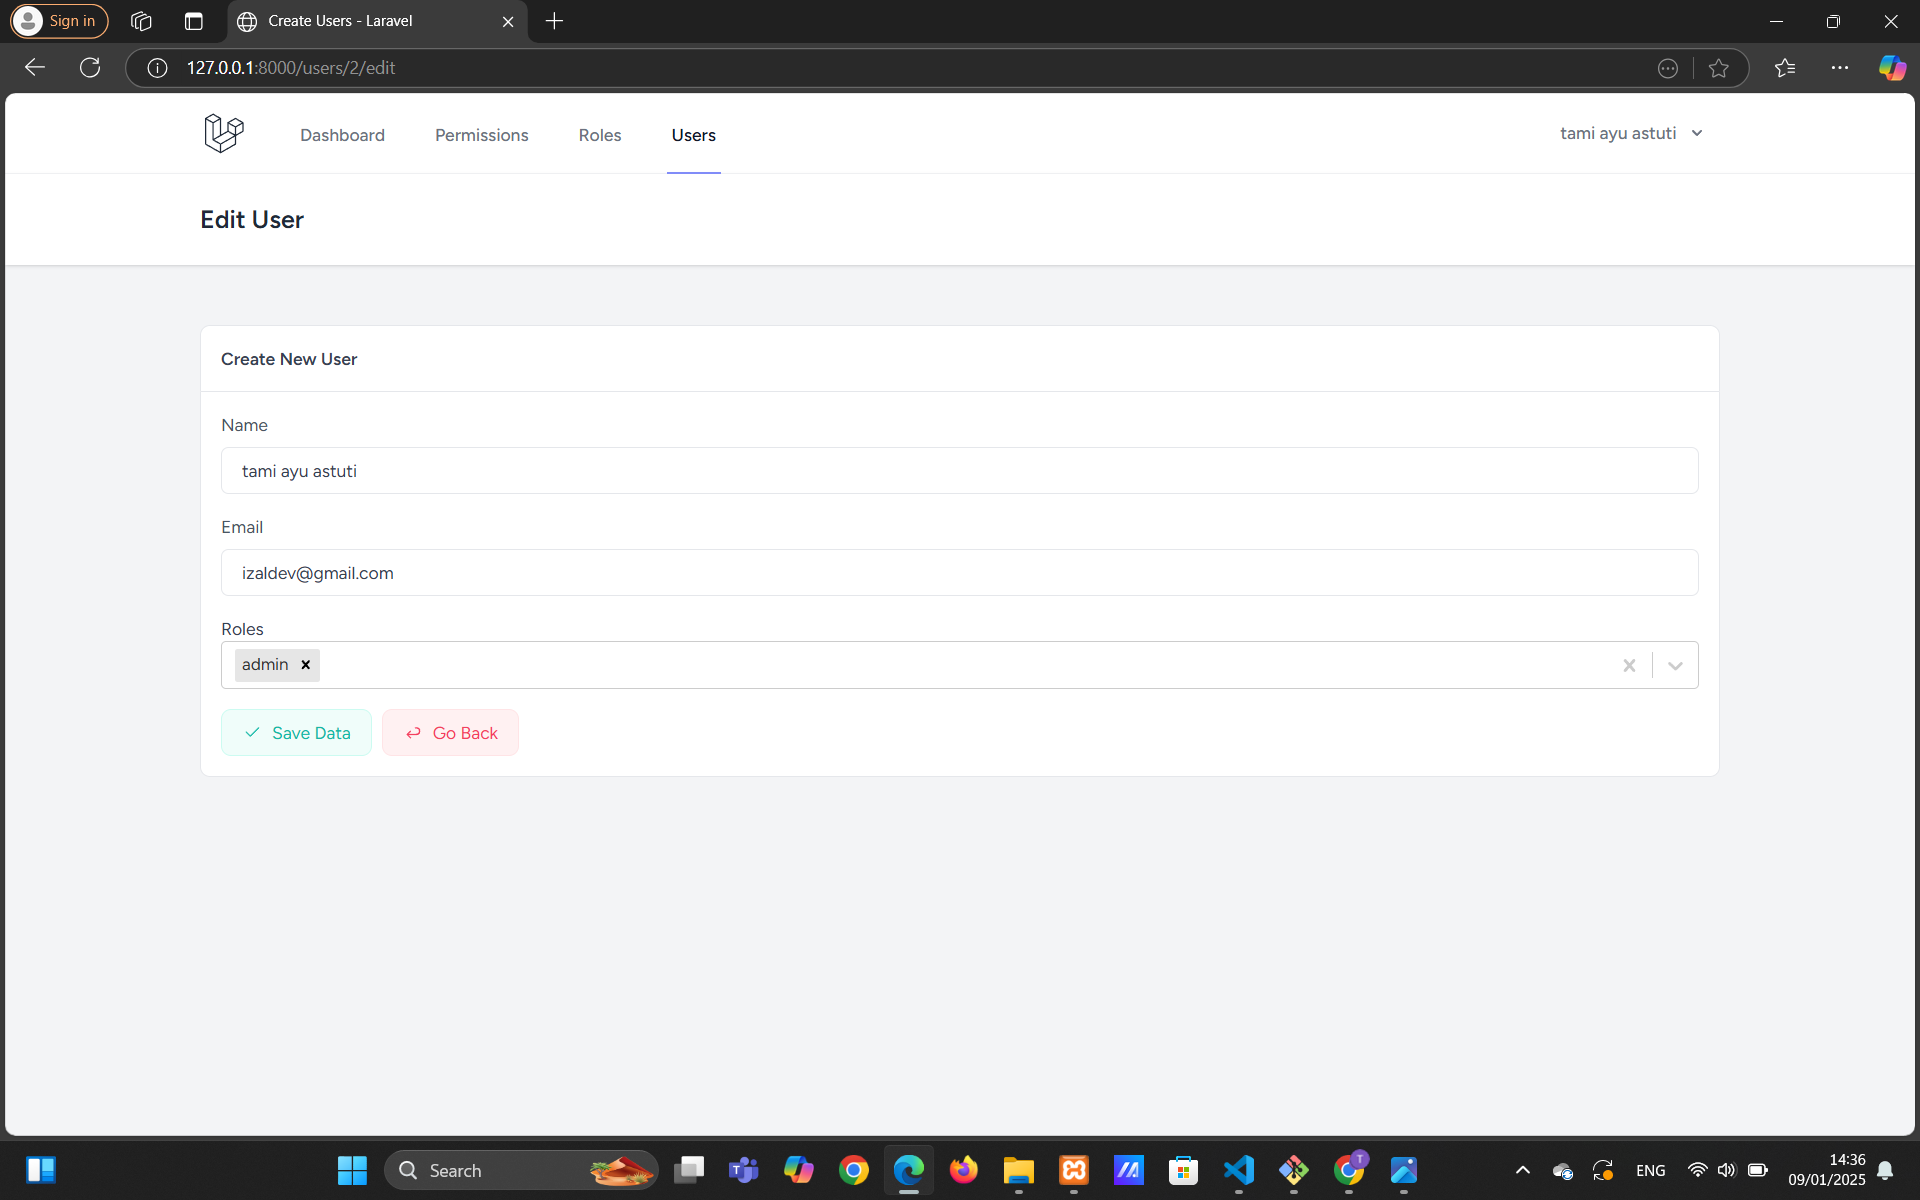 Sign in
Create Users - Laravel
127.0.0.1:8000/users/2/edit
Dashboard
Permissions
Roles
Users
tami ayu astuti
Edit User
Create New User
Name
tami ayu astuti
Email
izaldev@gmail.com
Roles
admin
Save Data
Go Back
Search
T
ENG
14:36
09/01/2025